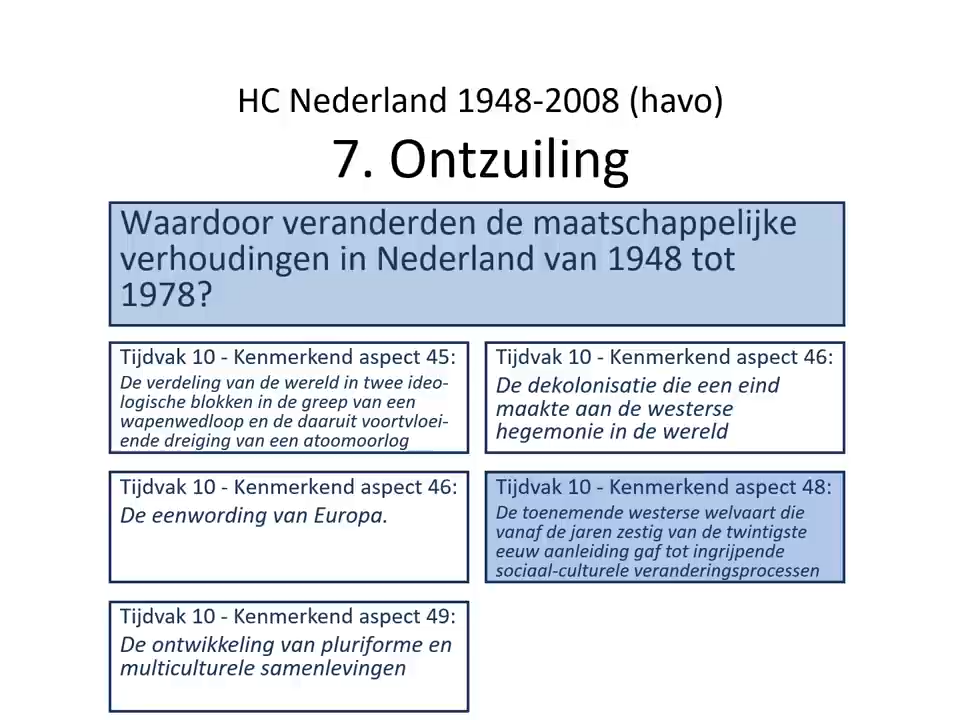 HC Nederland 1948-2008 (havo)
7. Ontzuiling
Waardoor veranderden de maatschappelijke
verhoudingen in Nederland van 1948 tot
1978?
Tijdvak 10 - Kenmerkend aspect 45:
De verdeling van de wereld in twee ideo-
logische blokken in de greep van een
wapenwedloop en de daaruit voortvloei-
ende dreiging van een atoomoorlog
Tijdvak 10 - Kenmerkend aspect 46:
De dekolonisatie die een eind
maakte aan de westerse
hegemonie in de wereld
Tijdvak 10 - Kenmerkend aspect 46:
De eenwording van Europa.
Tijdvak 10 - Kenmerkend aspect 48:
De toenemende westerse welvaart die
vanaf de jaren zestig van de twintigste
eeuw aanleiding gaf tot ingrijpende
sociaal-culturele veranderingsprocessen
Tijdvak 10 - Kenmerkend aspect 49:
De ontwikkeling van pluriforme en
multiculturele samenlevingen